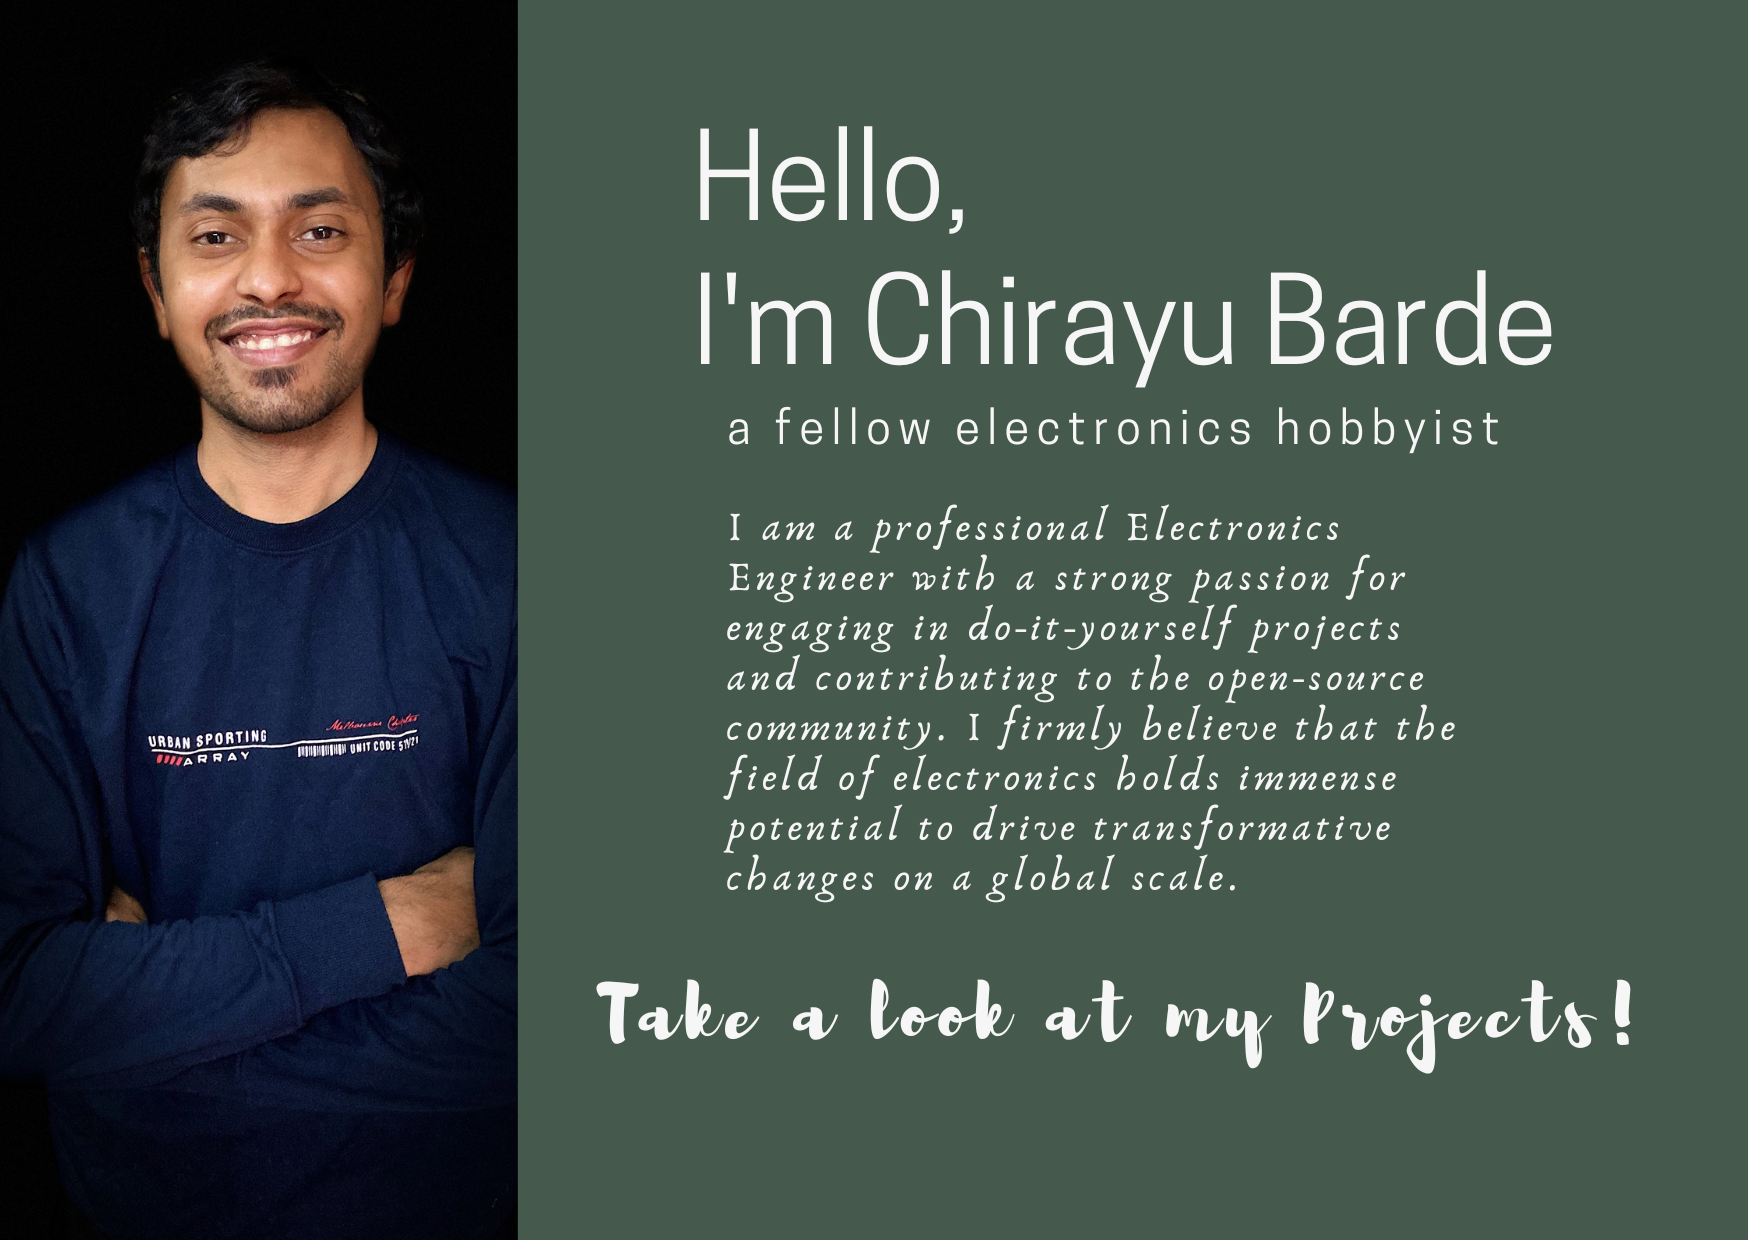 Hello,
I'm Chirayu Barde
a fellow electronics hobbyist
I am a professional Electronics
Engineer with a strong passion for
engaging in do-it-yourself projects
and contributing to the open-source
community. I firmly believe that the
field of electronics holds immense
potential to drive transformative
changes on a global scale.
Take a look at my Projects!
URBAN SPORTING
ARRAY
Melbourne
UNIT CODE